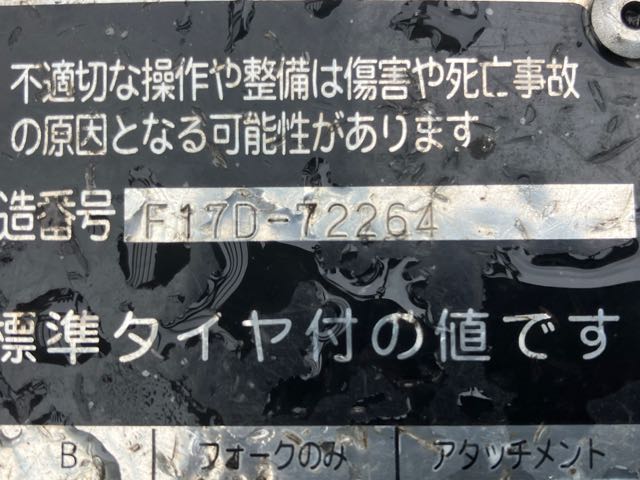 不適切な操作や整備は傷害や死亡事故
の原因となる可能性があります
造番号 F17D-72264
標準タイヤ付の値です
B フォークのみ アタッチメント